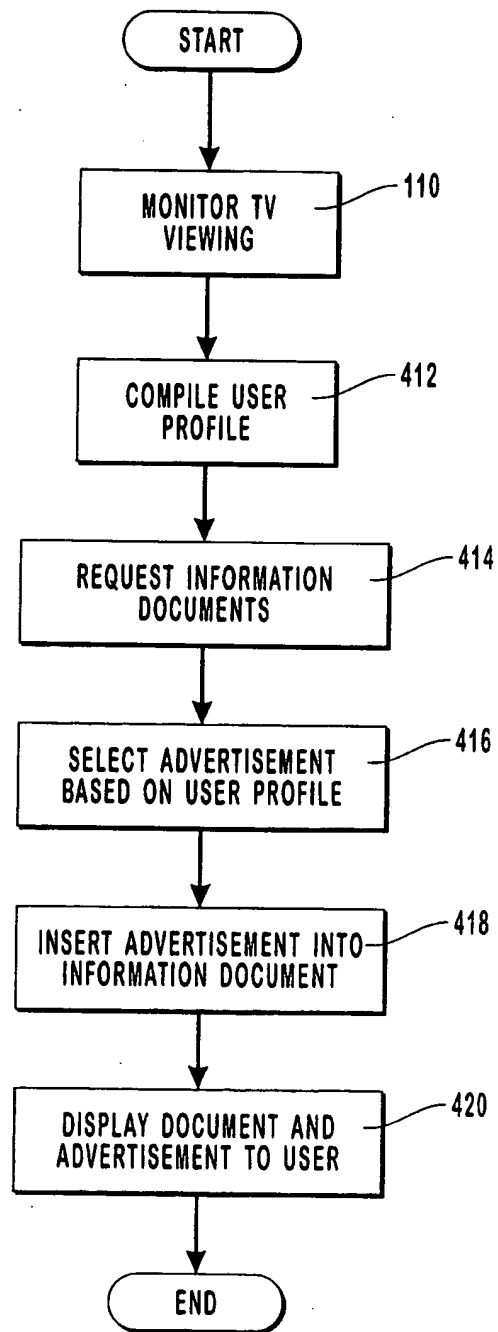 START
MONITOR TV
VIEWING
110
COMPILE USER
PROFILE
412
REQUEST INFORMATION
DOCUMENTS
414
SELECT ADVERTISEMENT
BASED ON USER PROFILE
416
INSERT ADVERTISEMENT INTO
INFORMATION DOCUMENT
418
DISPLAY DOCUMENT AND
ADVERTISEMENT TO USER
420
END